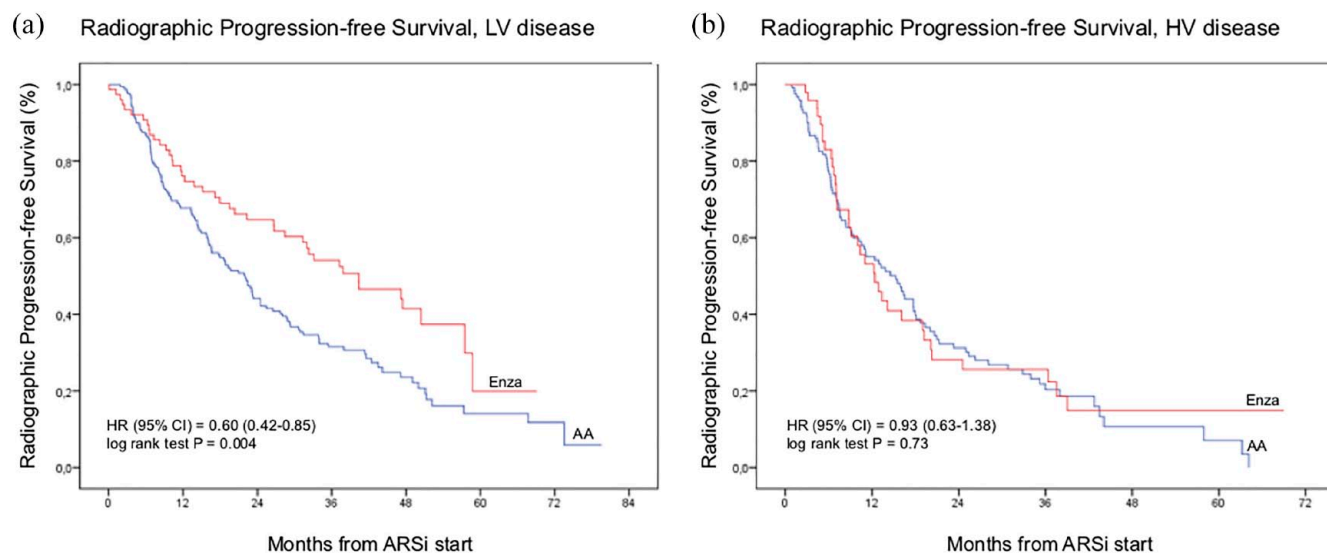 (a) Radiographic Progression-free Survival, LV disease
Radiographic Progression-free Survival (%)
1,0
0,8
0,6
0,4
0,2
0,0
Enza
AA
HR (95% CI) = 0.60 (0.42-0.85)
log rank test P = 0.004
0 12 24 36 48 60 72 84
Months from ARSi start
(b) Radiographic Progression-free Survival, HV disease
Radiographic Progression-free Survival (%)
1,0
0,8
0,6
0,4
0,2
0,0
Enza
AA
HR (95% CI) = 0.93 (0.63-1.38)
log rank test P = 0.73
0 12 24 36 48 60 72
Months from ARSi start